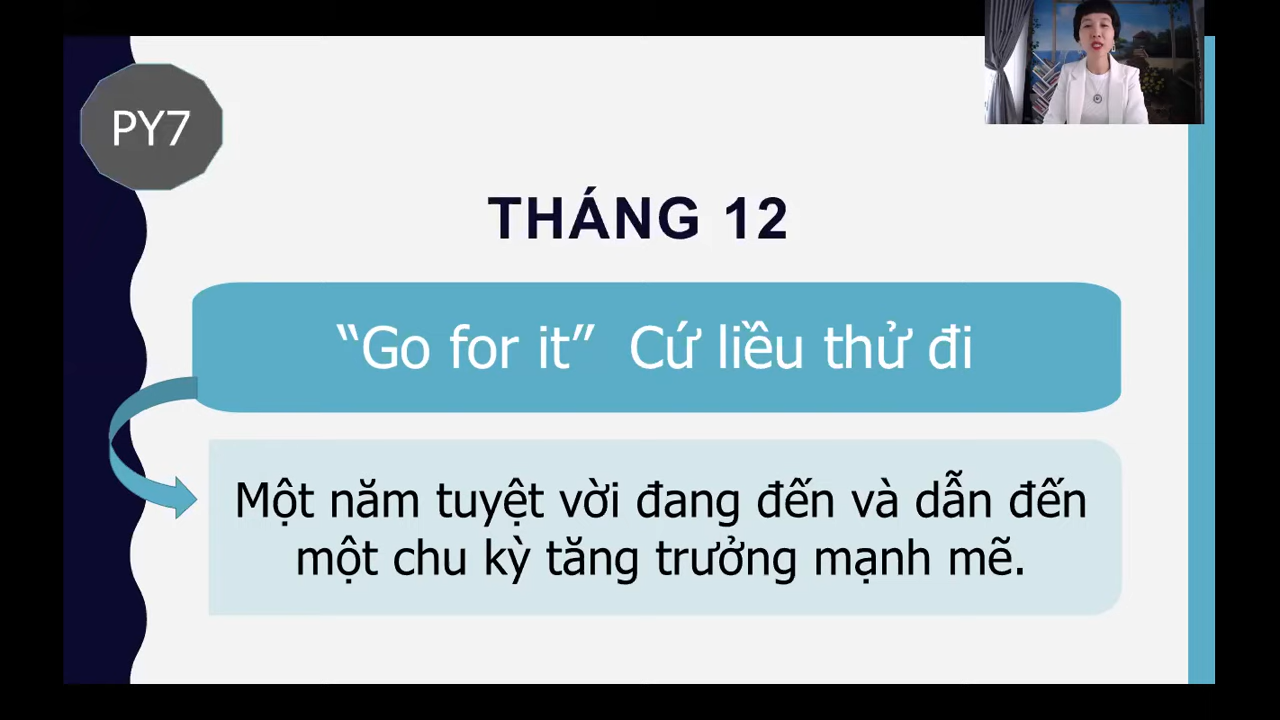 PY7
THÁNG 12
“Go for it” Cứ liều thử đi
Một năm tuyệt vời đang đến và dẫn đến
một chu kỳ tăng trưởng mạnh mẽ.